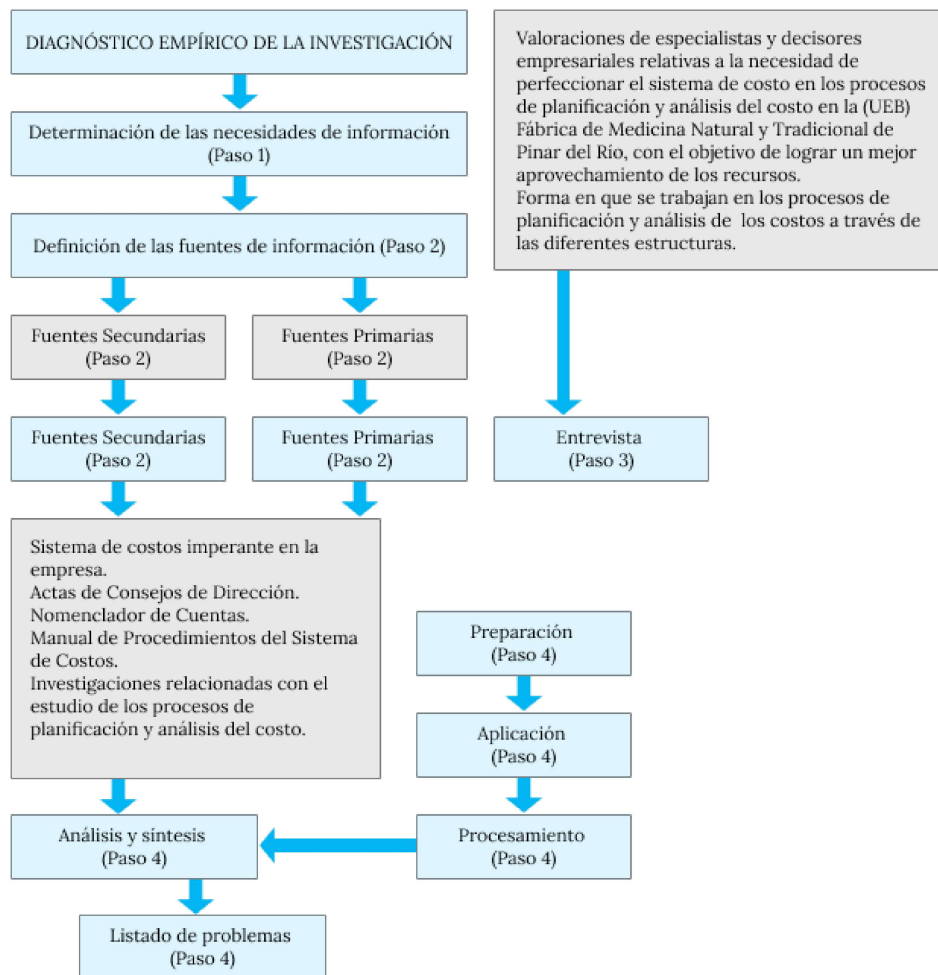 DIAGNÓSTICO EMPÍRICO DE LA INVESTIGACIÓN
Determinación de las necesidades de información
(Paso 1)
Definición de las fuentes de información (Paso 2)
Fuentes Secundarias
(Paso 2)
Fuentes Primarias
(Paso 2)
Fuentes Secundarias
(Paso 2)
Fuentes Primarias
(Paso 2)
Sistema de costos imperante en la
empresa.
Actas de Consejos de Dirección.
Nomenclador de Cuentas.
Manual de Procedimientos del Sistema
de Costos.
Investigaciones relacionadas con el
estudio de los procesos de
planificación y análisis del costo.
Valoraciones de especialistas y decisores
empresariales relativas a la necesidad de
perfeccionar el sistema de costo en los procesos
de planificación y análisis del costo en la (UEB)
Fábrica de Medicina Natural y Tradicional de
Pinar del Río, con el objetivo de lograr un mejor
aprovechamiento de los recursos.
Forma en que se trabajan en los procesos de
planificación y análisis de los costos a través de
las diferentes estructuras.
Entrevista
(Paso 3)
Preparación
(Paso 4)
Aplicación
(Paso 4)
Procesamiento
(Paso 4)
Análisis y síntesis
(Paso 4)
Listado de problemas
(Paso 4)